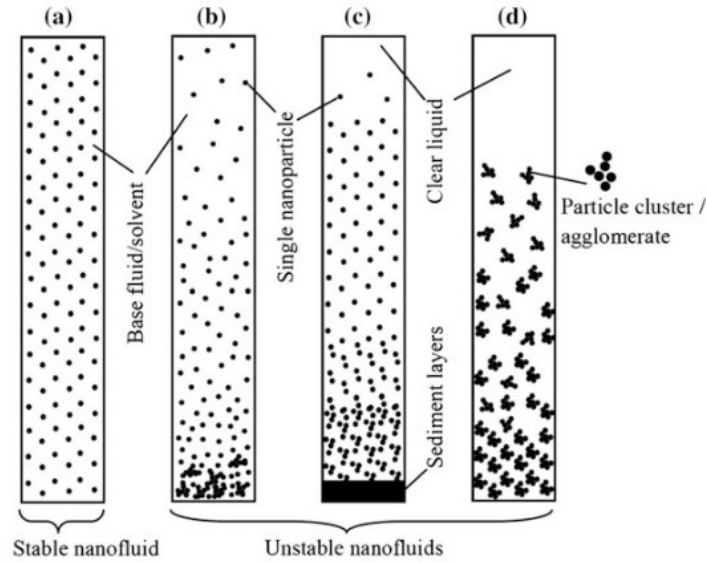 (a)
(b)
(c)
(d)
Base fluid/solvent
Single nanoparticle
Clear liquid
Sediment layers
Particle cluster /
agglomerate
Stable nanofluid
Unstable nanofluids